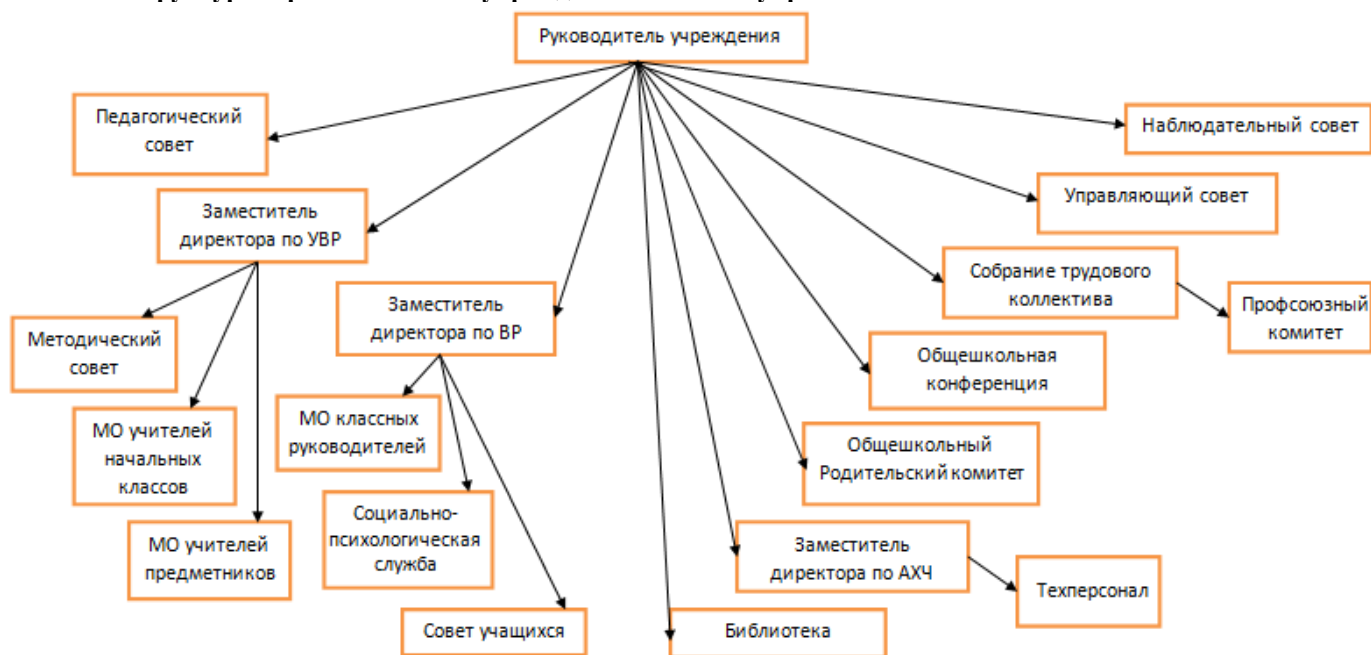 Руководитель учреждения
Педагогический
совет
Наблюдательный совет
Управляющий совет
Заместитель
директора по УВР
Собрание трудового
коллектива
Профсоюзный
комитет
Заместитель
директора по ВР
Методический
совет
Общешкольная
конференция
МО классных
руководителей
МО учителей
начальных
классов
Общешкольный
Родительский комитет
Социально-
психологическая
служба
МО учителей
предметников
Заместитель
директора по АХЧ
Техперсонал
Совет учащихся
Библиотека